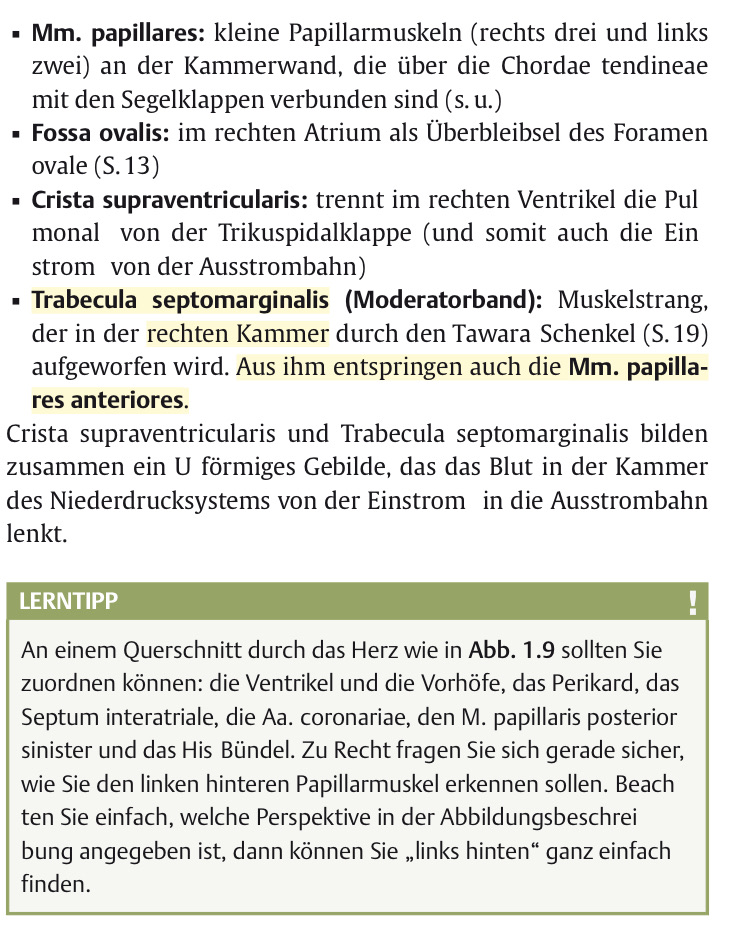 ▪ Mm. papillares: kleine Papillarmuskeln (rechts drei und links
zwei) an der Kammerwand, die über die Chordae tendineae
mit den Segelklappen verbunden sind (s. u.)
▪ Fossa ovalis: im rechten Atrium als Überbleibsel des Foramen
ovale (S. 13)
▪ Crista supraventricularis: trennt im rechten Ventrikel die Pul
monal von der Trikuspidalklappe (und somit auch die Ein
strom von der Ausstrombahn)
▪ Trabecula septomarginalis (Moderatorband): Muskelstrang,
der in der rechten Kammer durch den Tawara Schenkel (S. 19)
aufgeworfen wird. Aus ihm entspringen auch die Mm. papilla-
res anteriores.
Crista supraventricularis und Trabecula septomarginalis bilden
zusammen ein U förmiges Gebilde, das das Blut in der Kammer
des Niederdrucksystems von der Einstrom in die Ausstrombahn
lenkt.
LERNTIPP !
An einem Querschnitt durch das Herz wie in Abb. 1.9 sollten Sie
zuordnen können: die Ventrikel und die Vorhöfe, das Perikard, das
Septum interatriale, die Aa. coronariae, den M. papillaris posterior
sinister und das His Bündel. Zu Recht fragen Sie sich gerade sicher,
wie Sie den linken hinteren Papillarmuskel erkennen sollen. Beach
ten Sie einfach, welche Perspektive in der Abbildungsbeschrei
bung angegeben ist, dann können Sie „links hinten“ ganz einfach
finden.